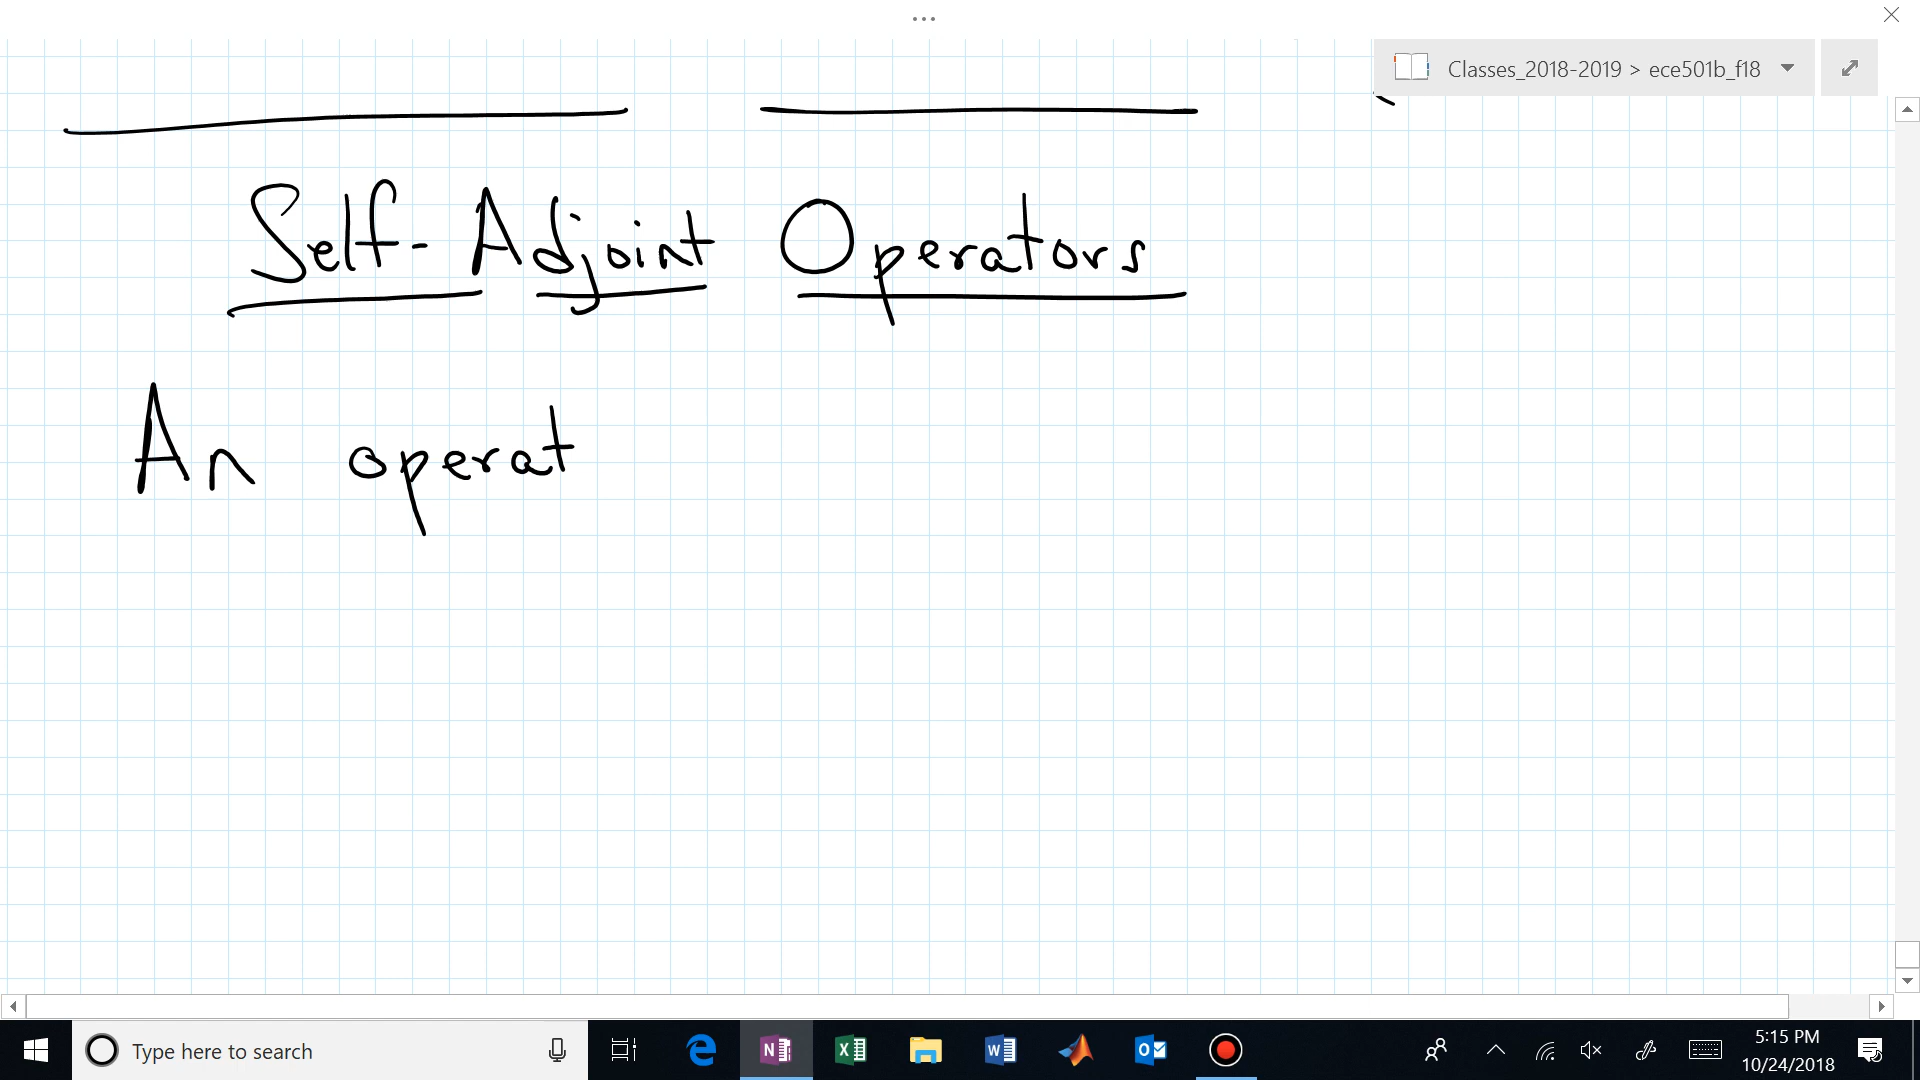 Classes_2018-2019 > ece501b_f18
Self-Adjoint Operators
An operat
Type here to search
5:15 PM
10/24/2018